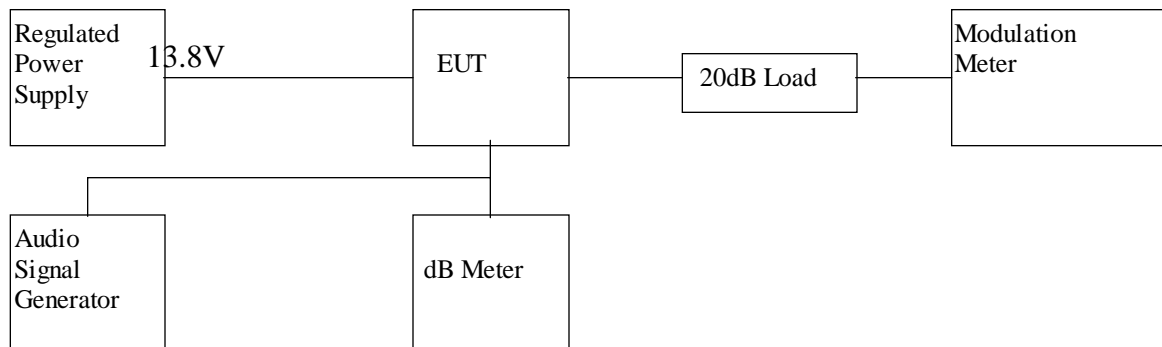 Regulated
Power
Supply
13.8V
EUT
20dB Load
Modulation
Meter
Audio
Signal
Generator
dB Meter